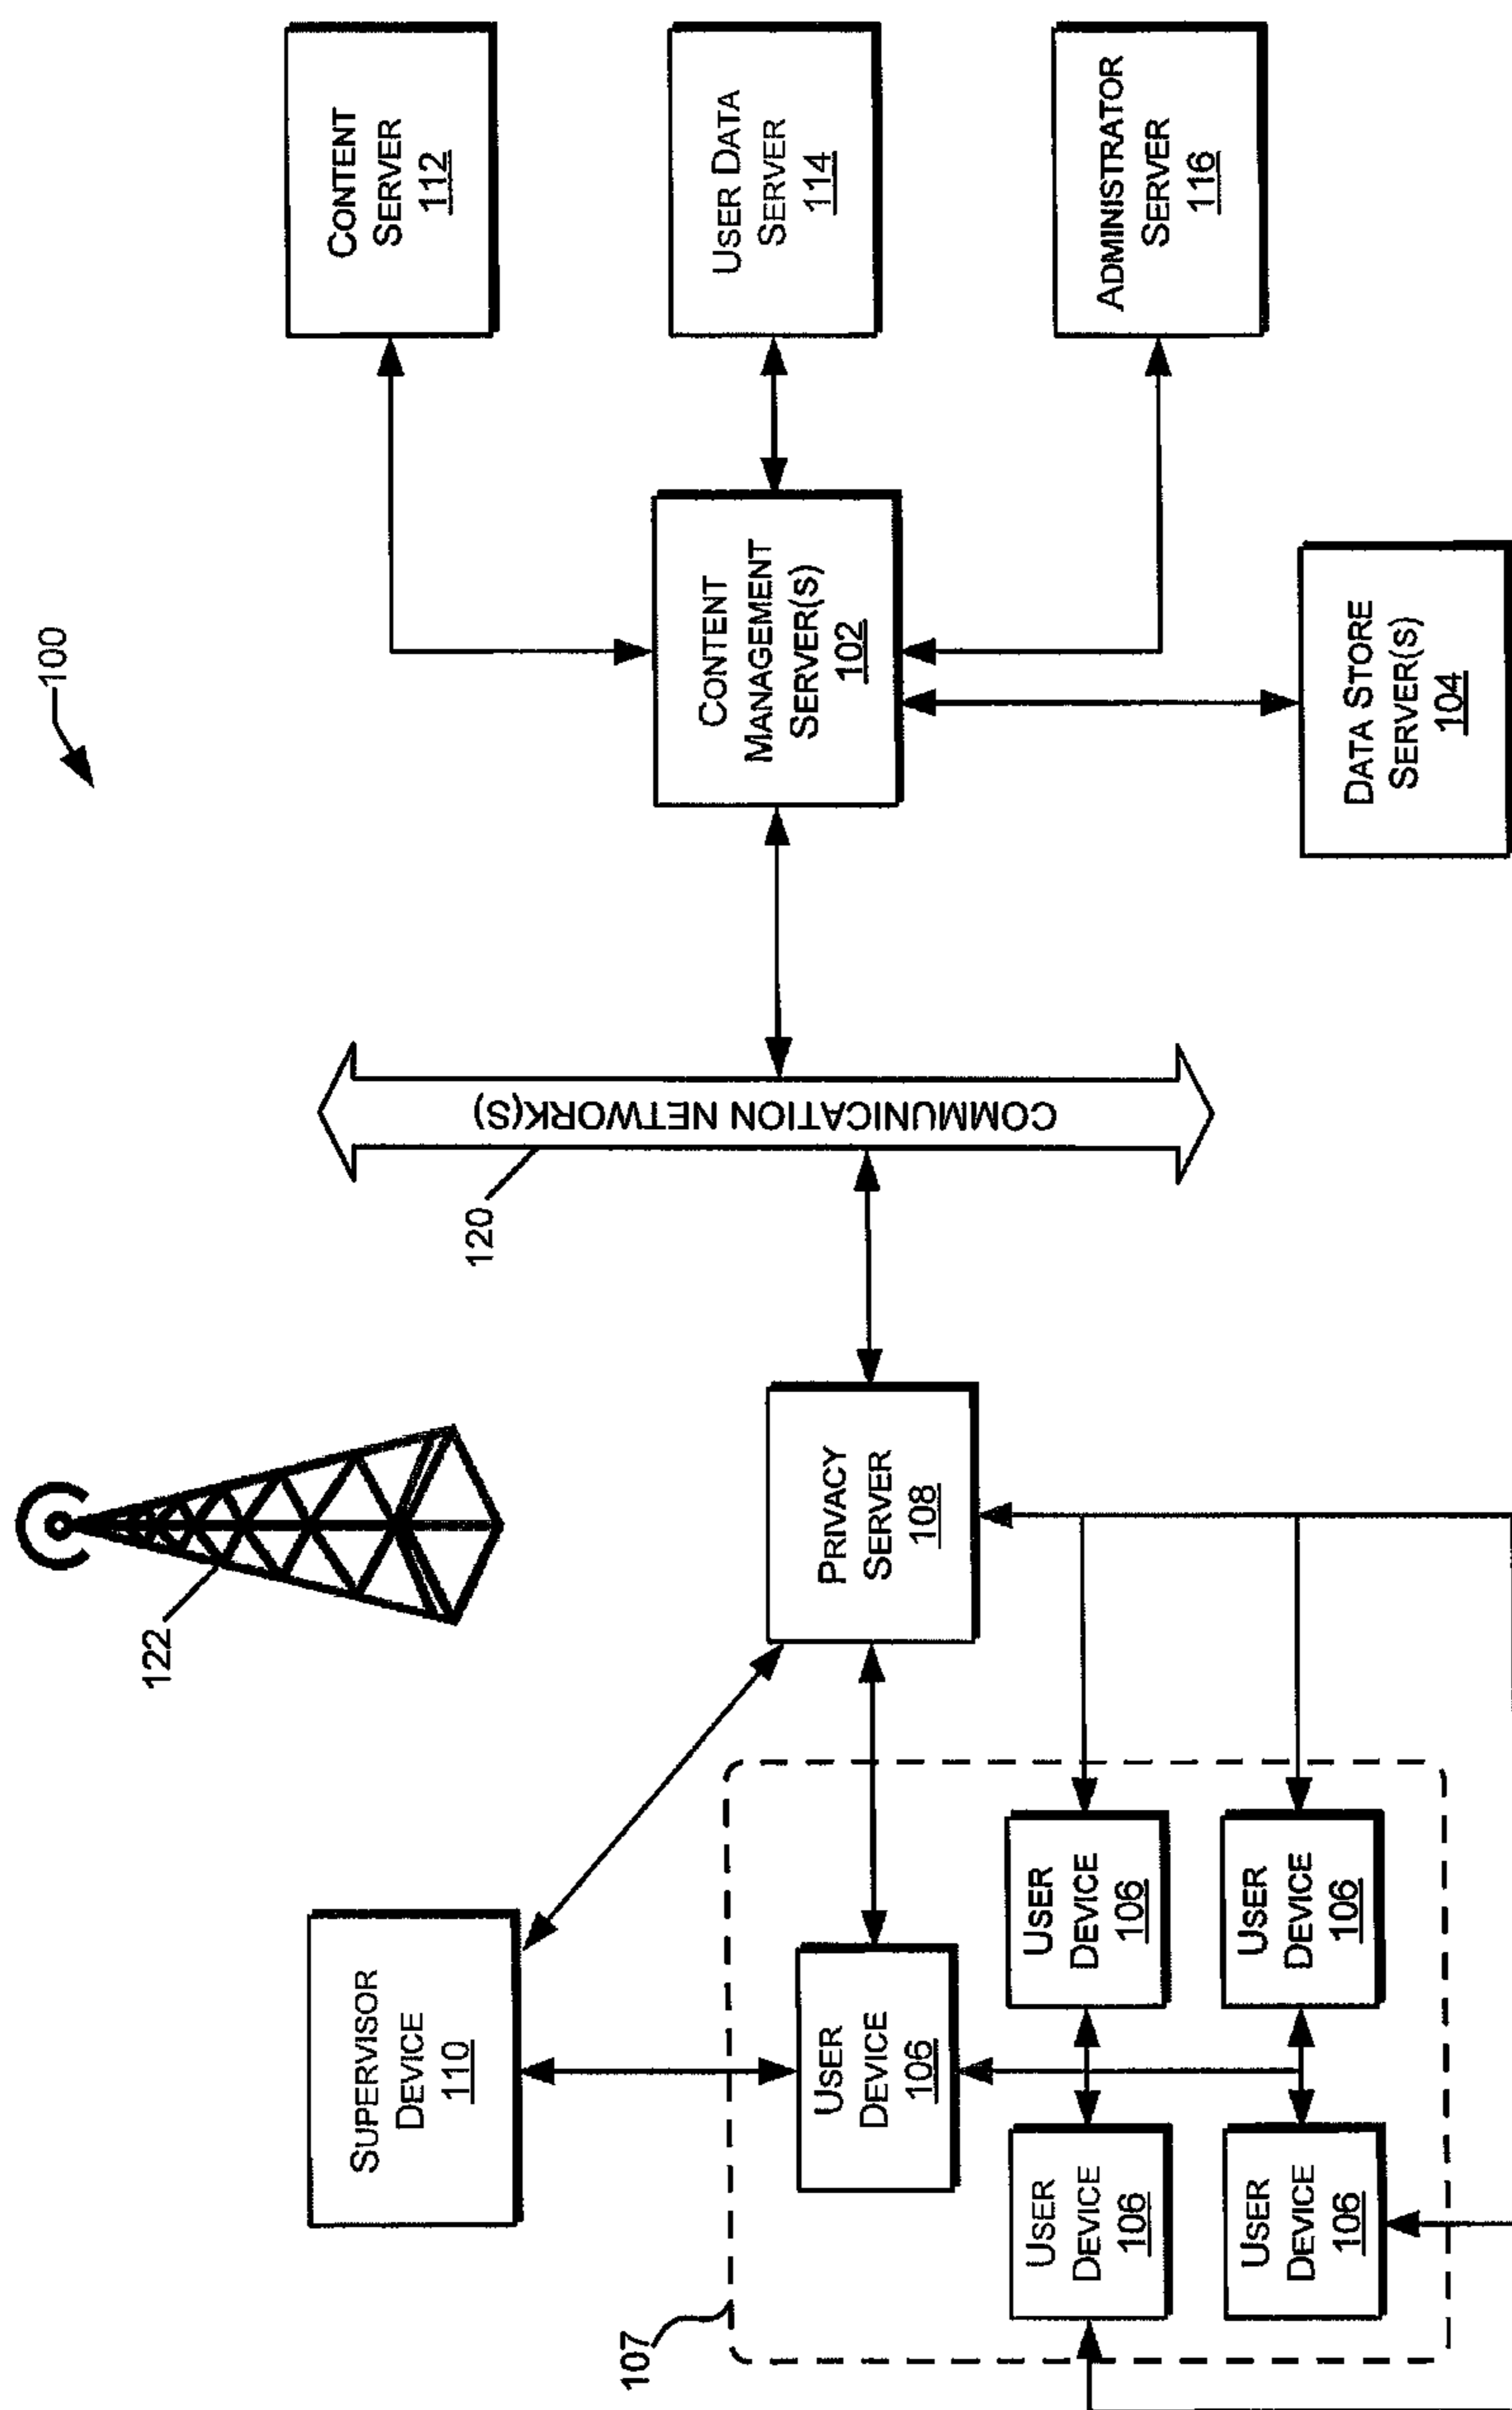 100
122
SUPERVISOR
DEVICE
110
CONTENT
SERVER
112
120
COMMUNICATION NETWORK(S)
107
USER
DEVICE
106
PRIVACY
SERVER
108
CONTENT
MANAGEMENT
SERVER(S)
102
USER DATA
SERVER
114
USER
DEVICE
106
USER
DEVICE
106
USER
DEVICE
106
USER
DEVICE
106
DATA STORE
SERVER(S)
104
ADMINISTRATOR
SERVER
116